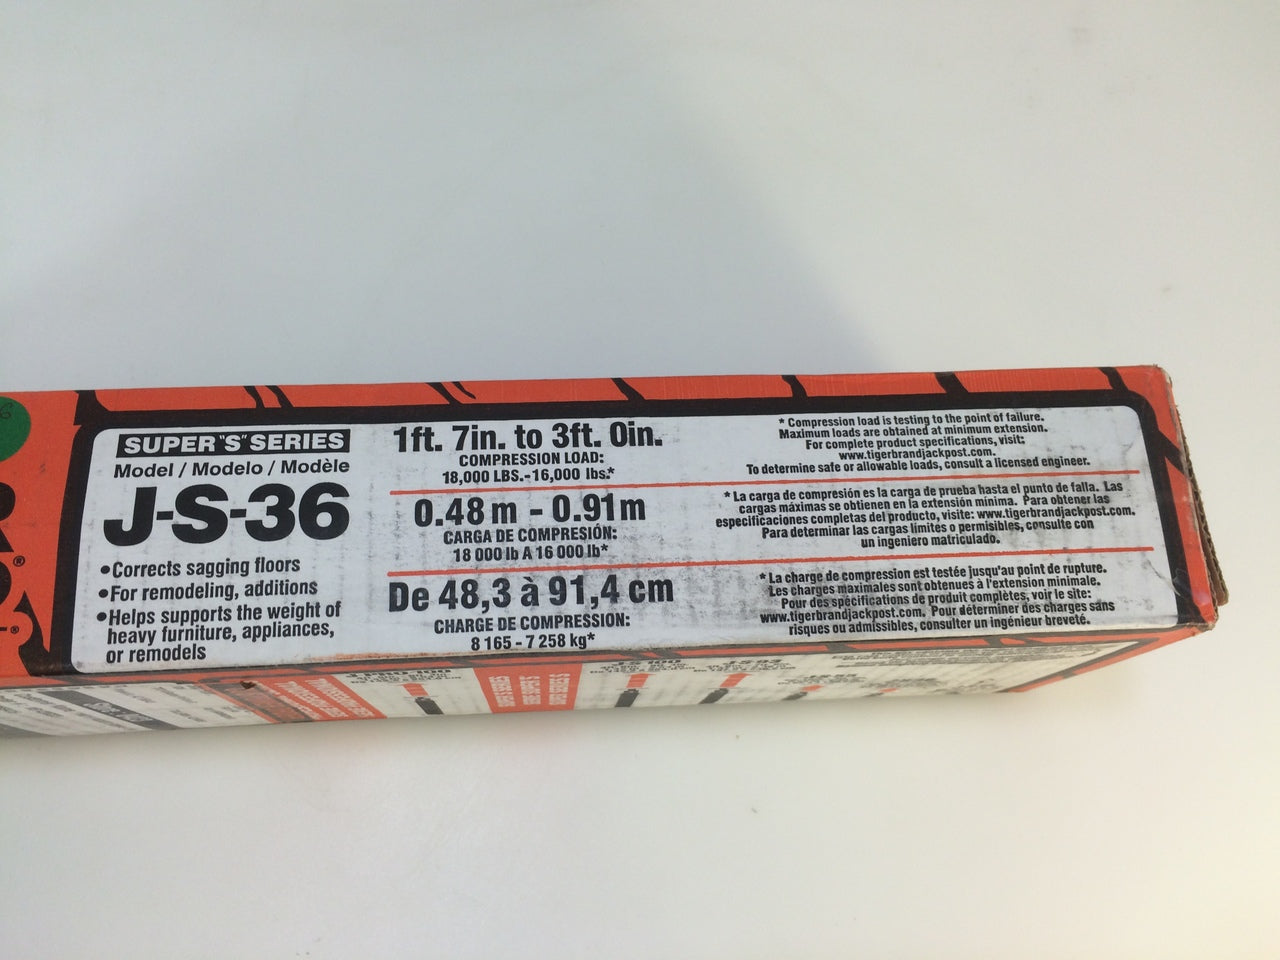 SUPER "S" SERIES
Model / Modelo / Modèle
J-S-36
•Corrects sagging floors
•For remodeling, additions
•Helps supports the weight of
heavy furniture, appliances,
or remodels
1ft. 7in. to 3ft. 0in.
COMPRESSION LOAD:
18,000 LBS.-16,000 lbs.*
0.48 m - 0.91m
CARGA DE COMPRESIÓN:
18 000 lb A 16 000 lb*
De 48,3 à 91,4 cm
CHARGE DE COMPRESSION:
8 165 - 7 258 kg*
* Compression load is testing to the point of failure.
Maximum loads are obtained at minimum extension.
For complete product specifications, visit:
www.tigerbrandjackpost.com.
To determine safe or allowable loads, consult a licensed engineer.
* La carga de compresión es la carga de prueba hasta el punto de falla. Las
cargas máximas se obtienen en la extensión mínima. Para obtener las
especificaciones completas del producto, visite: www.tigerbrandjackpost.com.
Para determinar las cargas límites o permisibles, consulte con
un ingeniero matriculado.
* La charge de compression est testée jusqu'au point de rupture.
Les charges maximales sont obtenues à l'extension minimale.
Pour des spécifications de produit complètes, voir le site:
www.tigerbrandjackpost.com. Pour déterminer des charges sans
risques ou admissibles, consulter un ingénieur breveté.